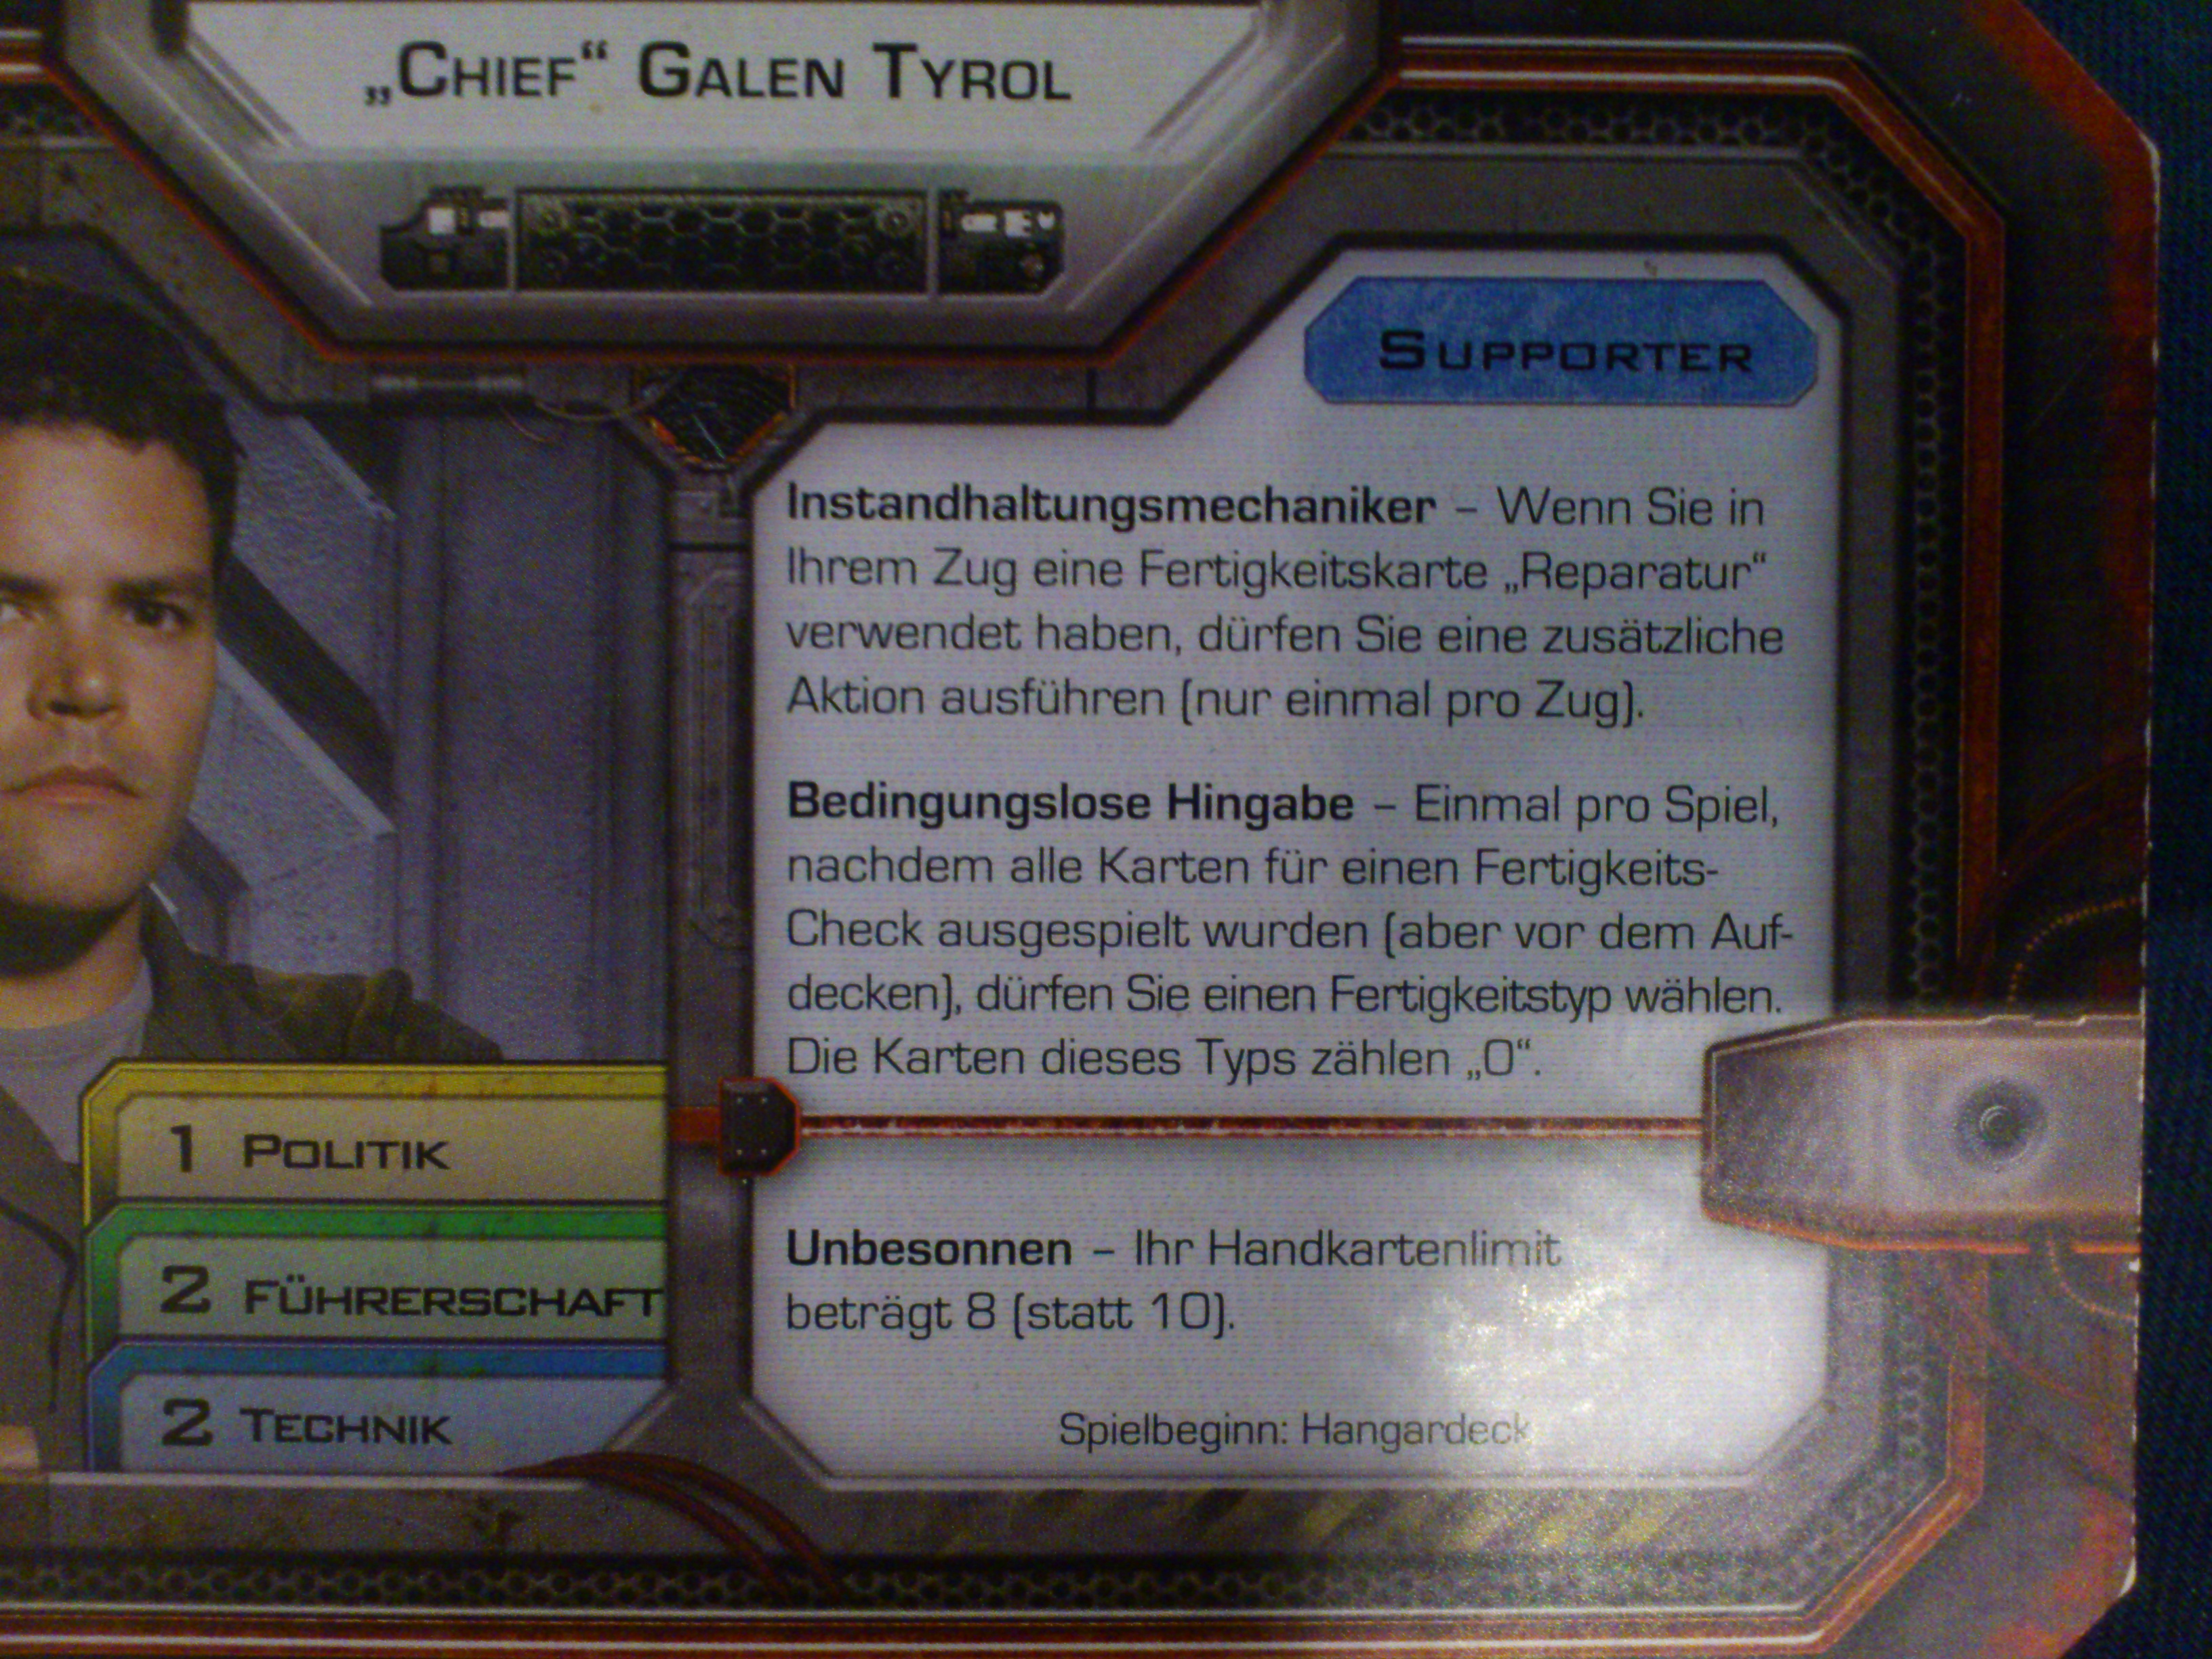 „Chief“ Galen Tyrol
Supporter
Instandhaltungsmechaniker – Wenn Sie in
Ihrem Zug eine Fertigkeitskarte „Reparatur“
verwendet haben, dürfen Sie eine zusätzliche
Aktion ausführen (nur einmal pro Zug).
Bedingungslose Hingabe – Einmal pro Spiel,
nachdem alle Karten für einen Fertigkeits-
Check ausgespielt wurden (aber vor dem Auf-
decken), dürfen Sie einen Fertigkeitstyp wählen.
Die Karten dieses Typs zählen „0“.
Unbesonnen – Ihr Handkartenlimit
beträgt 8 (statt 10).
Spielbeginn: Hangardeck
1 Politik
2 Führerschaft
2 Technik